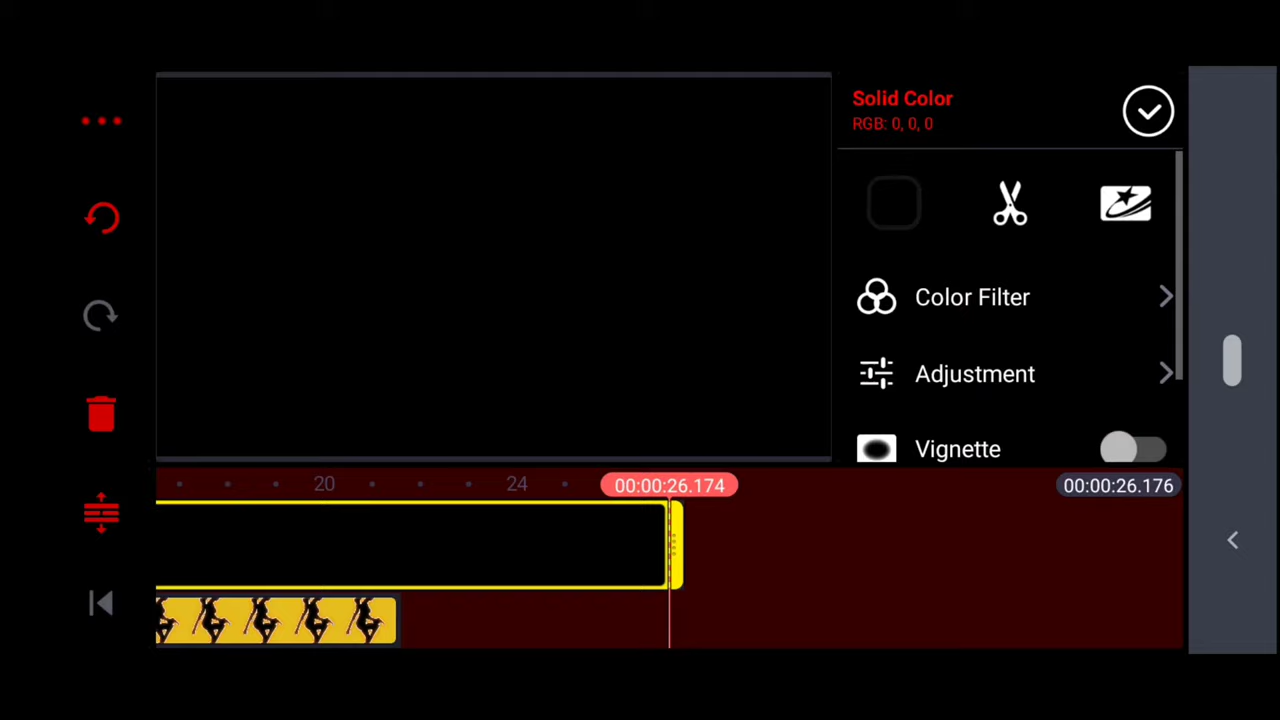 Solid Color
RGB: 0, 0, 0
Color Filter
Adjustment
Vignette
20
24
00:00:26.174
00:00:26.176